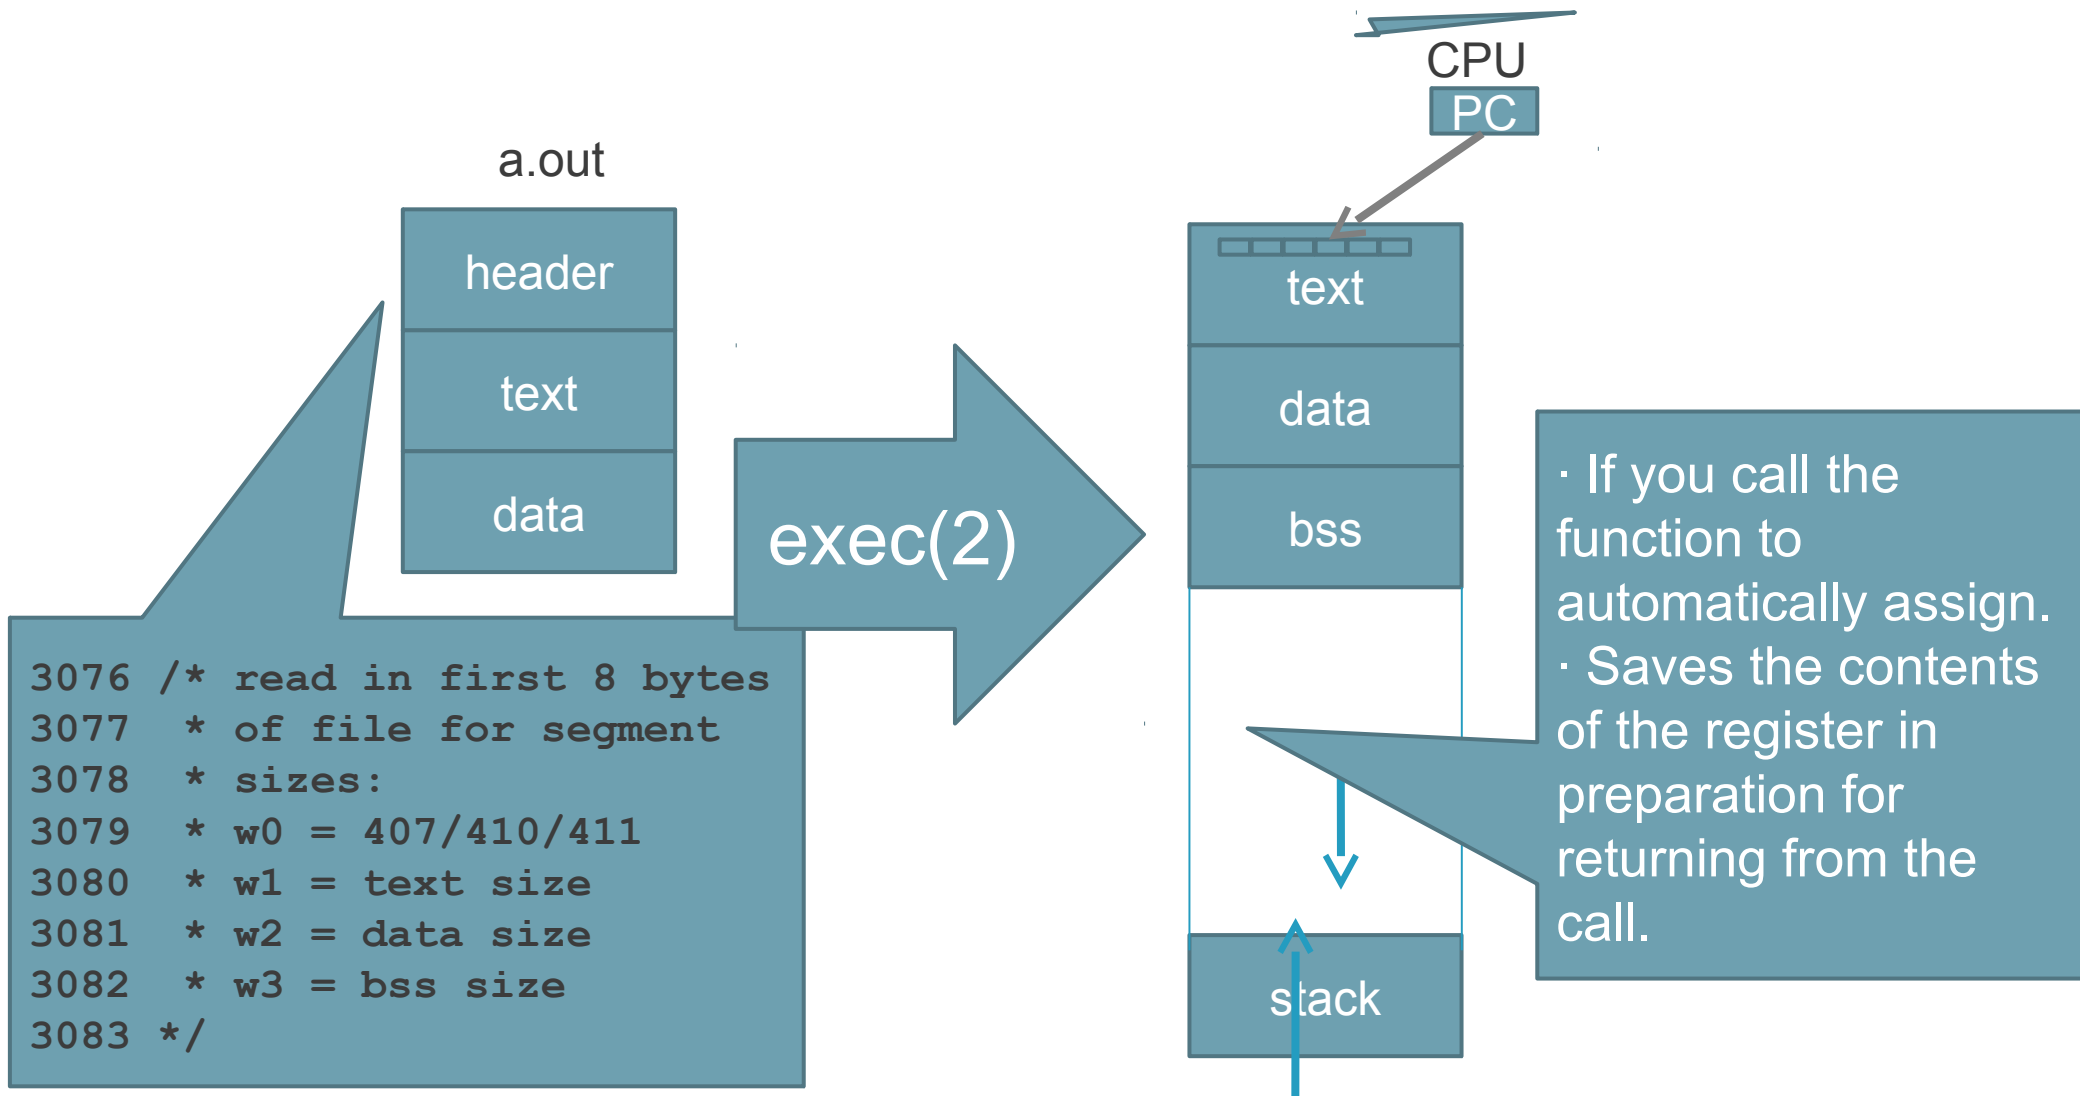 CPU
PC
a.out
header
text
data
exec(2)
text
data
bss
stack
3076 /* read in first 8 bytes
3077  * of file for segment
3078  * sizes:
3079  * w0 = 407/410/411
3080  * w1 = text size
3081  * w2 = data size
3082  * w3 = bss size
3083 */
· If you call the
function to
automatically assign.
· Saves the contents
of the register in
preparation for
returning from the
call.